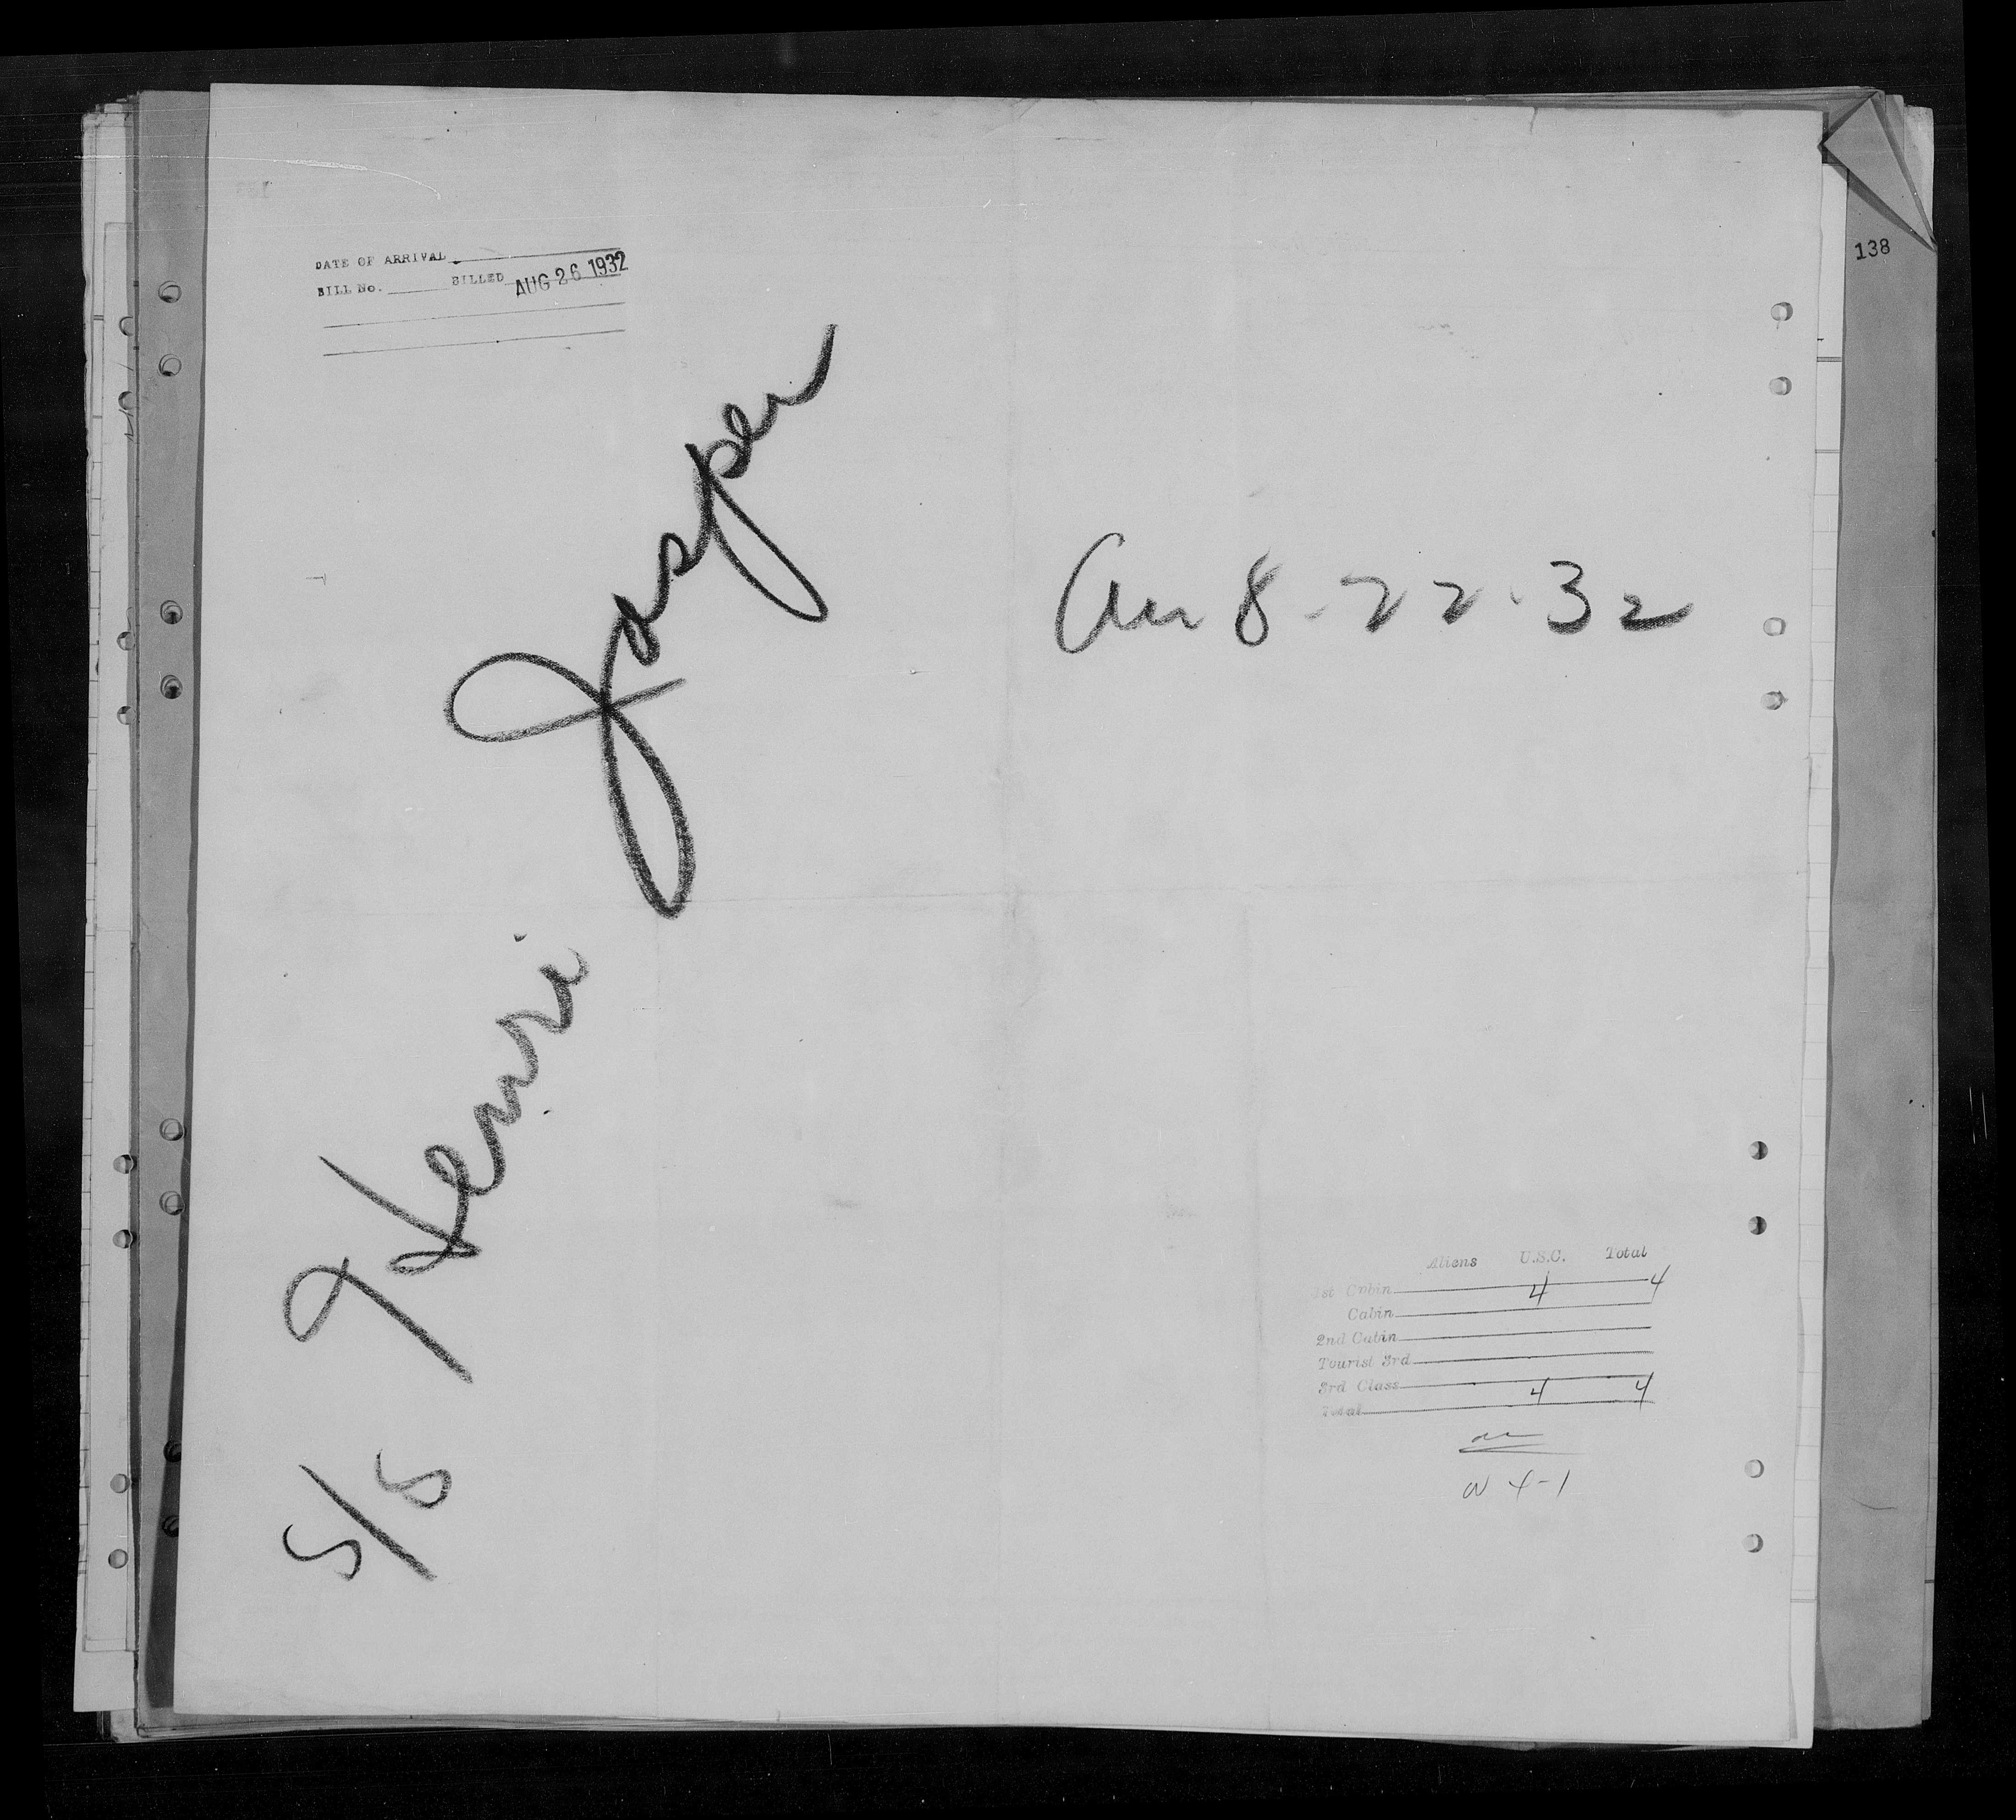 138
DATE OF ARRIVAL
BILL No. BILLED AUG 26 1932
S/S Henri Jasper
Arr 8-22-32
Aliens U.S.C. Total
1st Cabin 4 4
Cabin
2nd Cabin
Tourist 3rd
3rd Class 4 4
Total
4-1